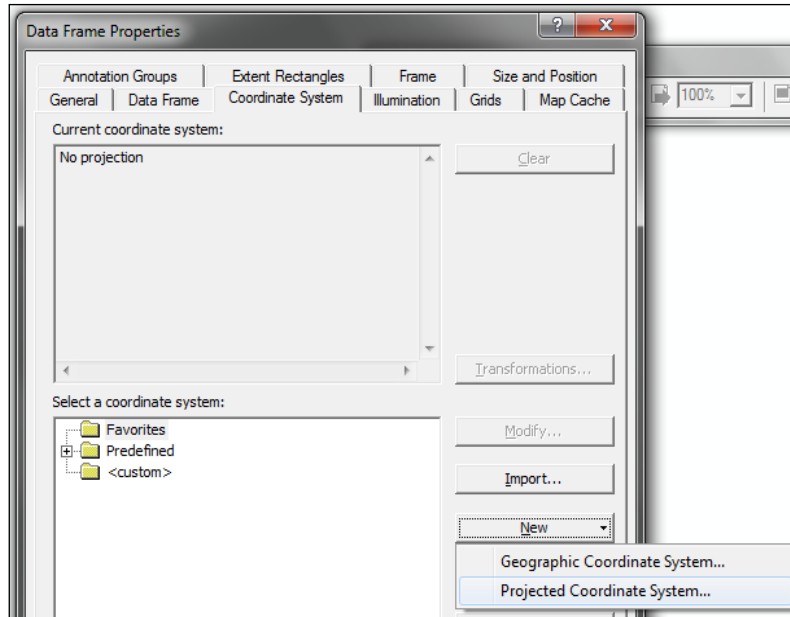 Data Frame Properties
?
X
Annotation Groups
Extent Rectangles
Frame
Size and Position
General
Data Frame
Coordinate System
Illumination
Grids
Map Cache
100%
Current coordinate system:
No projection
Clear
Transformations...
Select a coordinate system:
Favorites
Predefined
<custom>
Modify...
Import...
New
Geographic Coordinate System...
Projected Coordinate System...